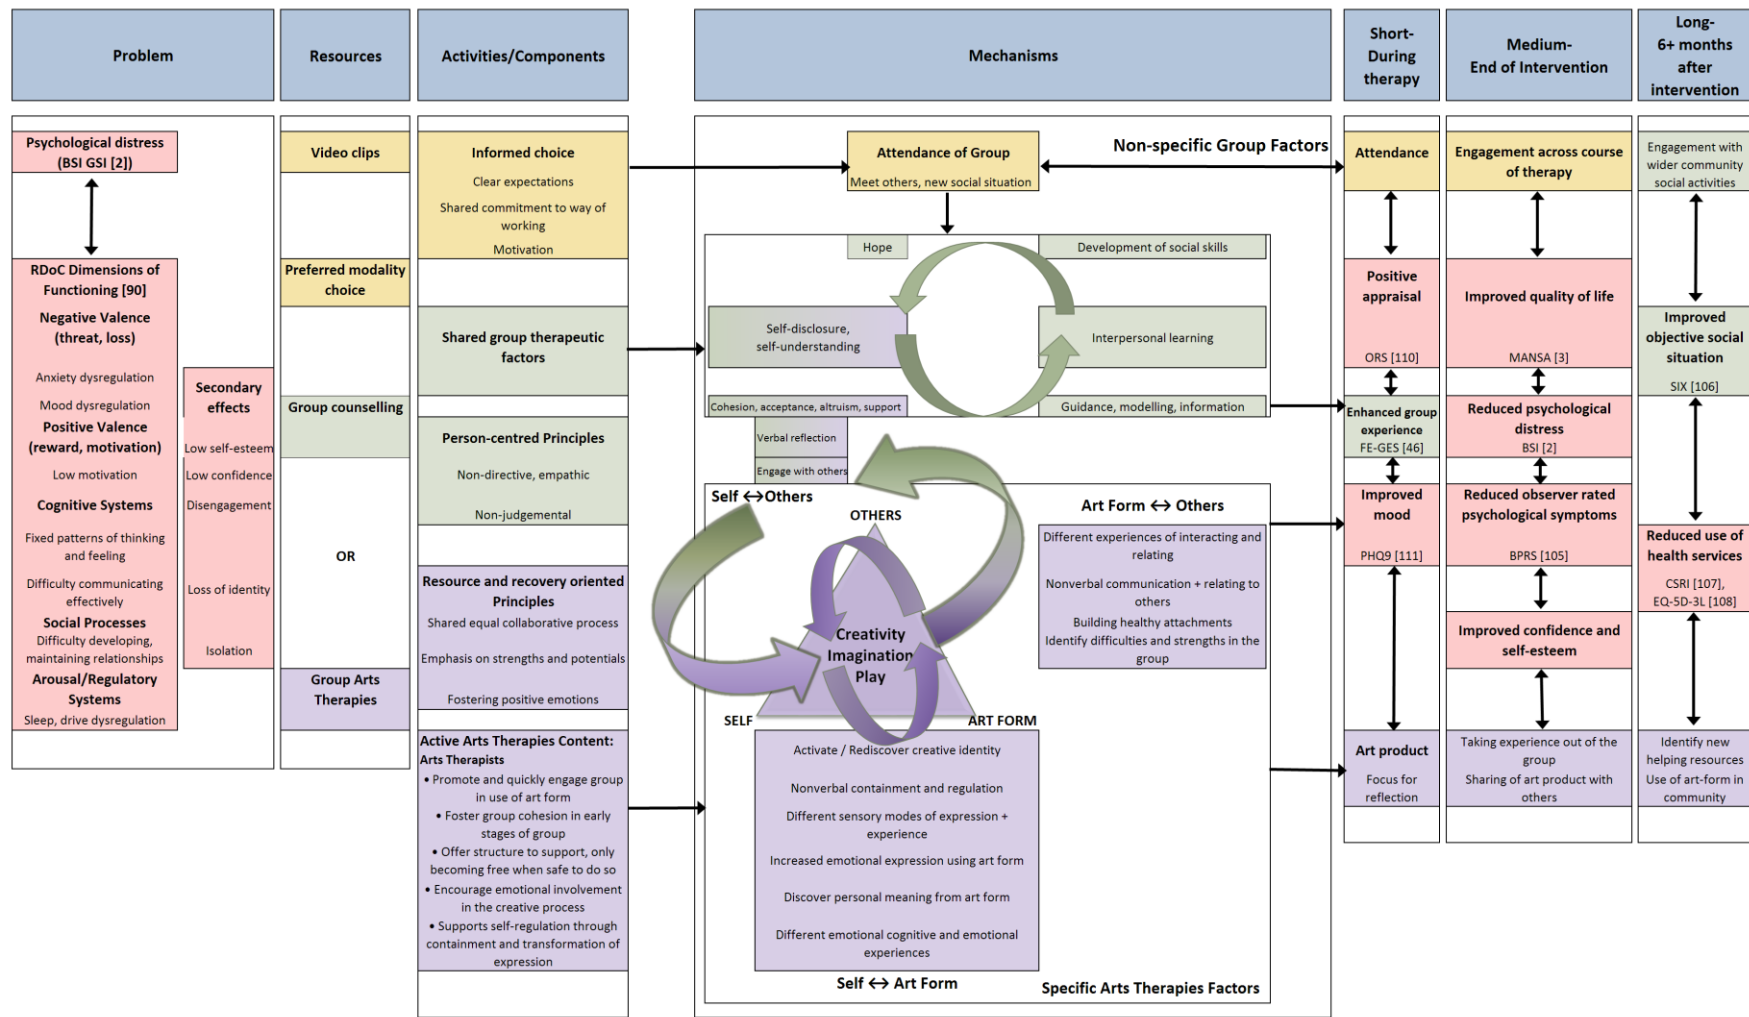 Problem
Resources
Activities/Components
Mechanisms
Short-
During
therapy
Medium-
End of Intervention
Long-
6+ months
after
intervention
Psychological distress
(BSI GSI [2])
RDoC Dimensions of
Functioning [90]
Negative Valence
(threat, loss)
Anxiety dysregulation
Mood dysregulation
Positive Valence
(reward, motivation)
Low motivation
Cognitive Systems
Fixed patterns of thinking
and feeling
Difficulty communicating
effectively
Social Processes
Difficulty developing,
maintaining relationships
Arousal/Regulatory
Systems
Sleep, drive dysregulation
Secondary
effects
Low self-esteem
Low confidence
Disengagement
Loss of identity
Isolation
Video clips
Preferred modality
choice
Group counselling
OR
Group Arts
Therapies
Informed choice
Clear expectations
Shared commitment to way of
working
Motivation
Shared group therapeutic
factors
Person-centred Principles
Non-directive, empathic
Non-judgemental
Resource and recovery oriented
Principles
Shared equal collaborative process
Emphasis on strengths and potentials
Fostering positive emotions
Active Arts Therapies Content:
Arts Therapists
• Promote and quickly engage group
in use of art form
• Foster group cohesion in early
stages of group
• Offer structure to support, only
becoming free when safe to do so
• Encourage emotional involvement
in the creative process
• Supports self-regulation through
containment and transformation of
expression
Attendance of Group
Meet others, new social situation
Non-specific Group Factors
Hope
Development of social skills
Self-disclosure,
self-understanding
Interpersonal learning
Cohesion, acceptance, altruism, support
Guidance, modelling, information
Verbal reflection
Engage with others
Self ↔Others
OTHERS
Creativity
Imagination
Play
SELF
ART FORM
Art Form ↔ Others
Different experiences of interacting and
relating
Nonverbal communication + relating to
others
Building healthy attachments
Identify difficulties and strengths in the
group
Activate / Rediscover creative identity
Nonverbal containment and regulation
Different sensory modes of expression +
experience
Increased emotional expression using art form
Discover personal meaning from art form
Different emotional cognitive and emotional
experiences
Self ↔ Art Form
Specific Arts Therapies Factors
Attendance
Positive
appraisal
ORS [110]
Enhanced group
experience
FE-GES [46]
Improved
mood
PHQ9 [111]
Art product
Focus for
reflection
Engagement across course
of therapy
Improved quality of life
MANSA [3]
Reduced psychological
distress
BSI [2]
Reduced observer rated
psychological symptoms
BPRS [105]
Improved confidence and
self-esteem
Taking experience out of the
group
Sharing of art product with
others
Engagement with
wider community
social activities
Improved
objective social
situation
SIX [106]
Reduced use of
health services
CSRI [107],
EQ-5D-3L [108]
Identify new
helping resources
Use of art-form in
community